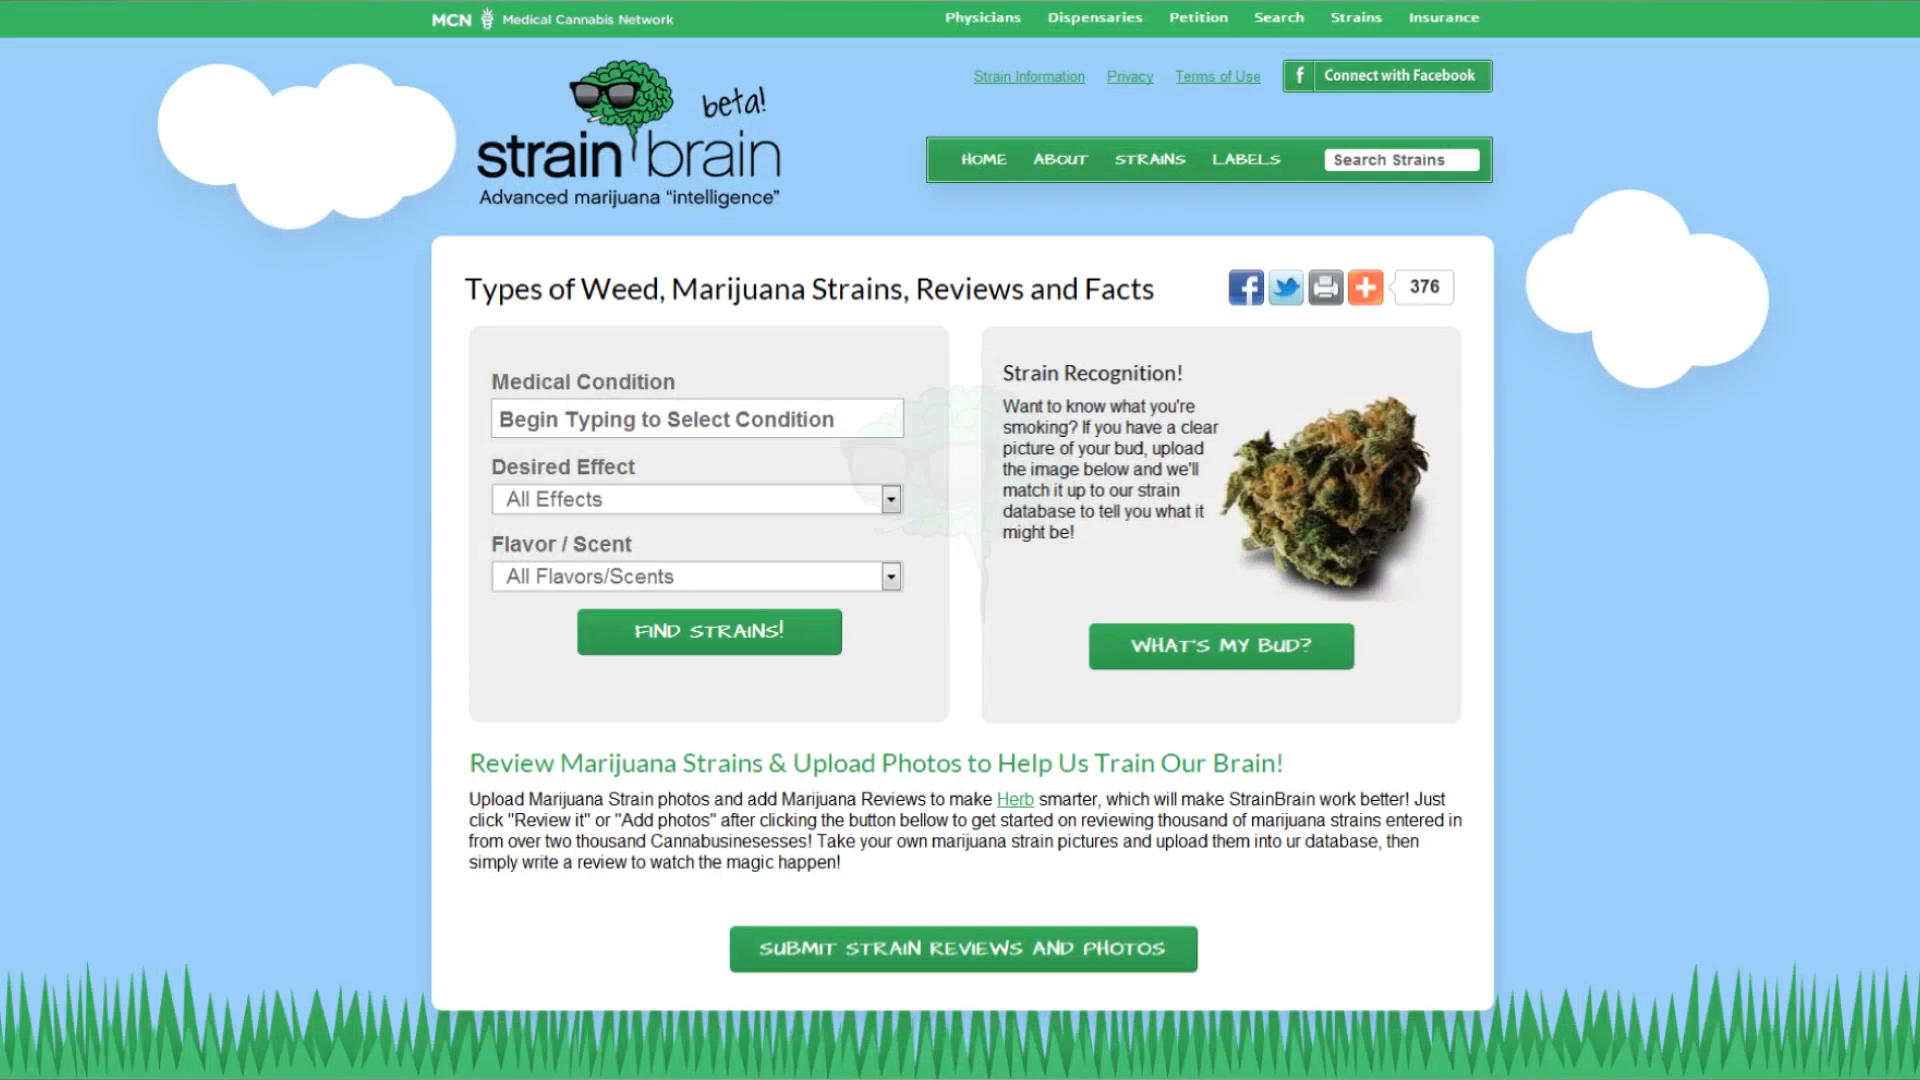 MCN Medical Cannabis Network
Physicians Dispensaries Petition Search Strains Insurance
Strain Information Privacy Terms of Use f Connect with Facebook
beta!
strain brain
Advanced marijuana “intelligence”
HOME ABOUT STRAINS LABELS Search Strains
Types of Weed, Marijuana Strains, Reviews and Facts
376
Medical Condition
Begin Typing to Select Condition
Desired Effect
All Effects
Flavor / Scent
All Flavors/Scents
FIND STRAINS!
Strain Recognition!
Want to know what you're
smoking? If you have a clear
picture of your bud, upload
the image below and we'll
match it up to our strain
database to tell you what it
might be!
WHAT'S MY BUD?
Review Marijuana Strains & Upload Photos to Help Us Train Our Brain!
Upload Marijuana Strain photos and add Marijuana Reviews to make Herb smarter, which will make StrainBrain work better! Just
click "Review it" or "Add photos" after clicking the button bellow to get started on reviewing thousand of marijuana strains entered in
from over two thousand Cannabusinesesses! Take your own marijuana strain pictures and upload them into ur database, then
simply write a review to watch the magic happen!
SUBMIT STRAIN REVIEWS AND PHOTOS